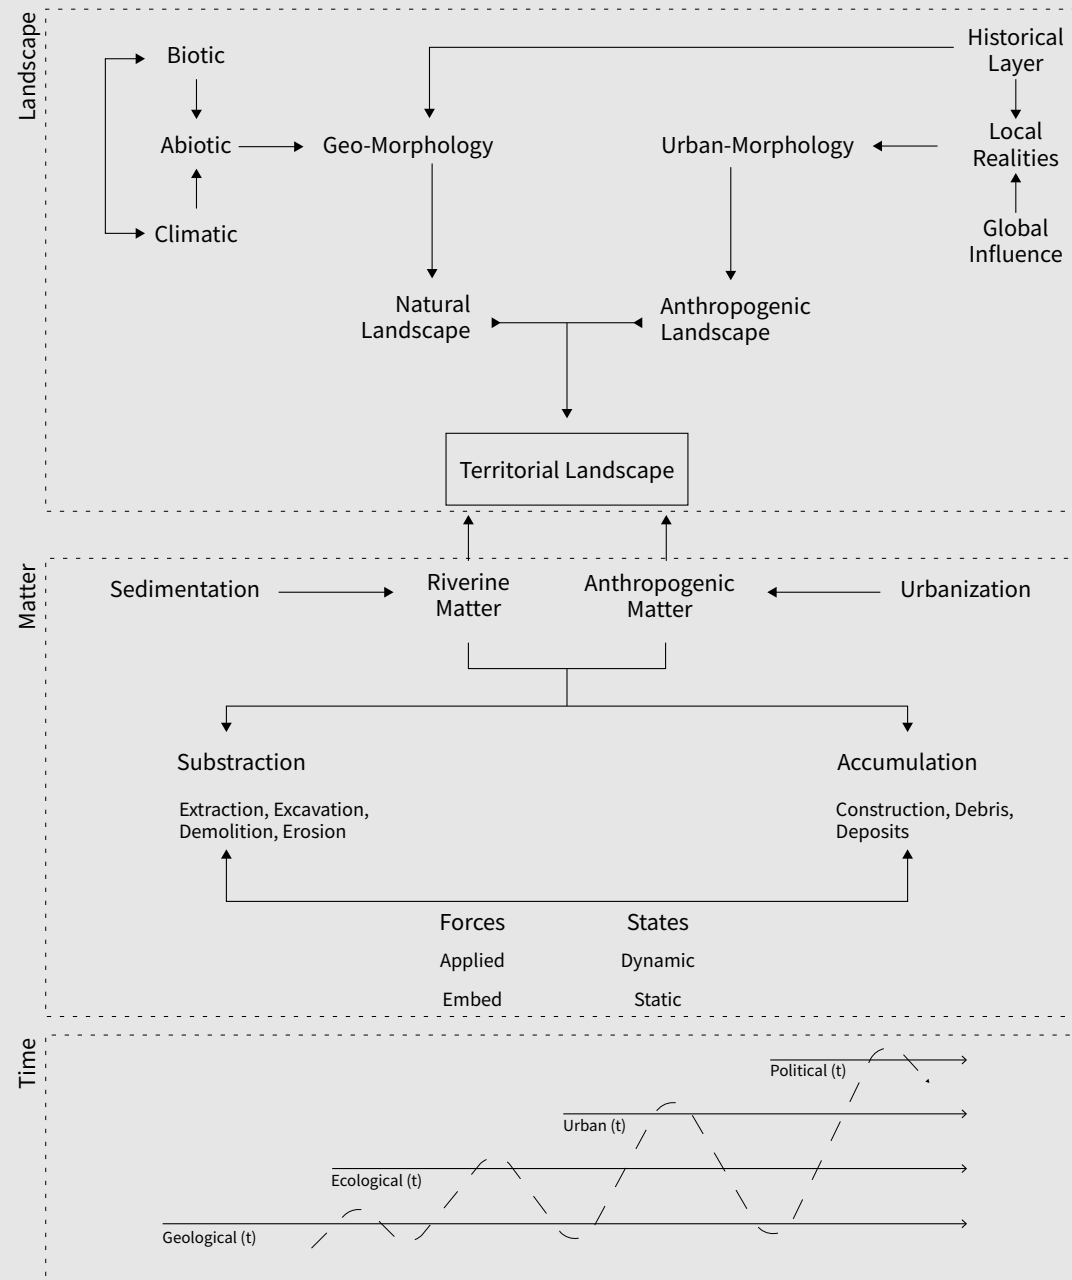 Landscape
Biotic
Historical
Layer
Abiotic
Geo-Morphology
Urban-Morphology
Local
Realities
Climatic
Global
Influence
Natural
Landscape
Anthropogenic
Landscape
Territorial Landscape
Matter
Sedimentation
Riverine
Matter
Anthropogenic
Matter
Urbanization
Substraction
Accumulation
Extraction, Excavation,
Demolition, Erosion
Construction, Debris,
Deposits
Forces
States
Applied
Dynamic
Embed
Static
Time
Political (t)
Urban (t)
Ecological (t)
Geological (t)